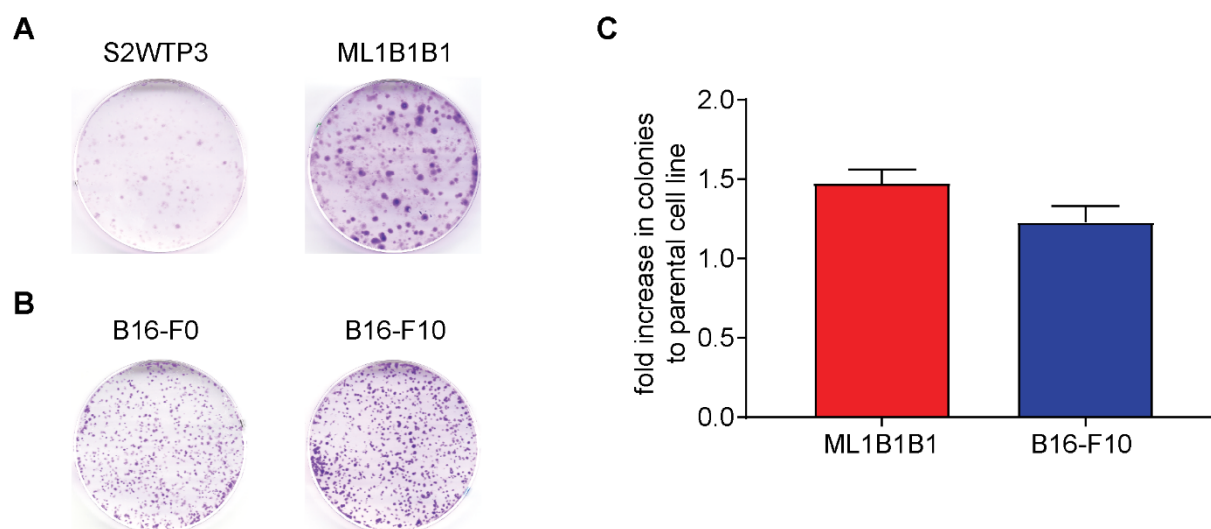 A
S2WTP3
ML1B1B1
B
B16-F0
B16-F10
C
fold increase in colonies
to parental cell line
2.0
1.5
1.0
0.5
0.0
ML1B1B1
B16-F10